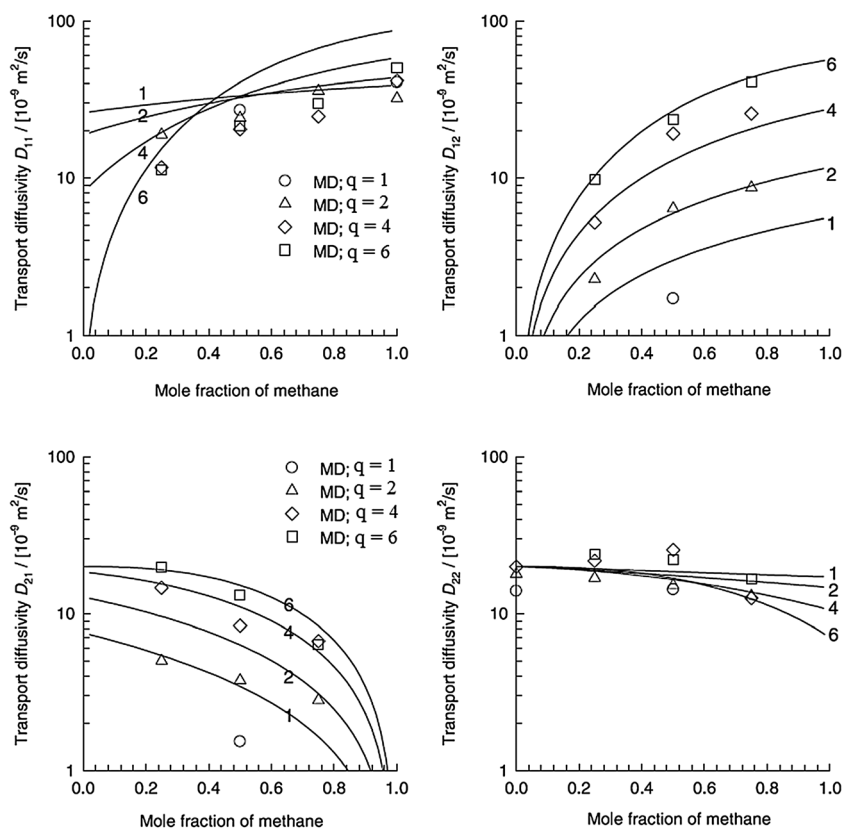 Transport diffusivity D11 / [10-9 m2/s]
100
10
1
1
2
4
6
MD; q = 1
MD; q = 2
MD; q = 4
MD; q = 6
0.0 0.2 0.4 0.6 0.8 1.0
Mole fraction of methane
Transport diffusivity D12 / [10-9 m2/s]
100
10
1
6
4
2
1
0.0 0.2 0.4 0.6 0.8 1.0
Mole fraction of methane
Transport diffusivity D21 / [10-9 m2/s]
100
10
1
MD; q = 1
MD; q = 2
MD; q = 4
MD; q = 6
6
4
2
1
0.0 0.2 0.4 0.6 0.8 1.0
Mole fraction of methane
Transport diffusivity D22 / [10-9 m2/s]
100
10
1
1
2
4
6
0.0 0.2 0.4 0.6 0.8 1.0
Mole fraction of methane